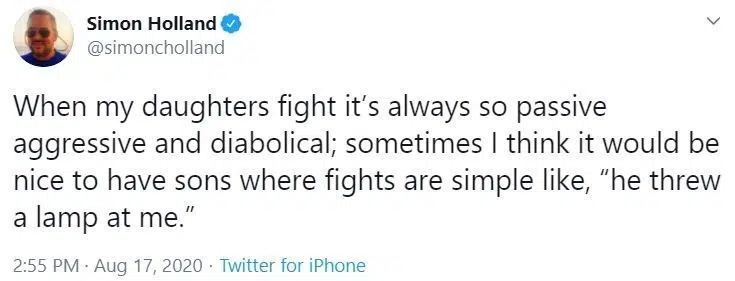 Simon Holland
@simoncholland
When my daughters fight it’s always so passive
aggressive and diabolical; sometimes I think it would be
nice to have sons where fights are simple like, “he threw
a lamp at me.”
2:55 PM · Aug 17, 2020 · Twitter for iPhone